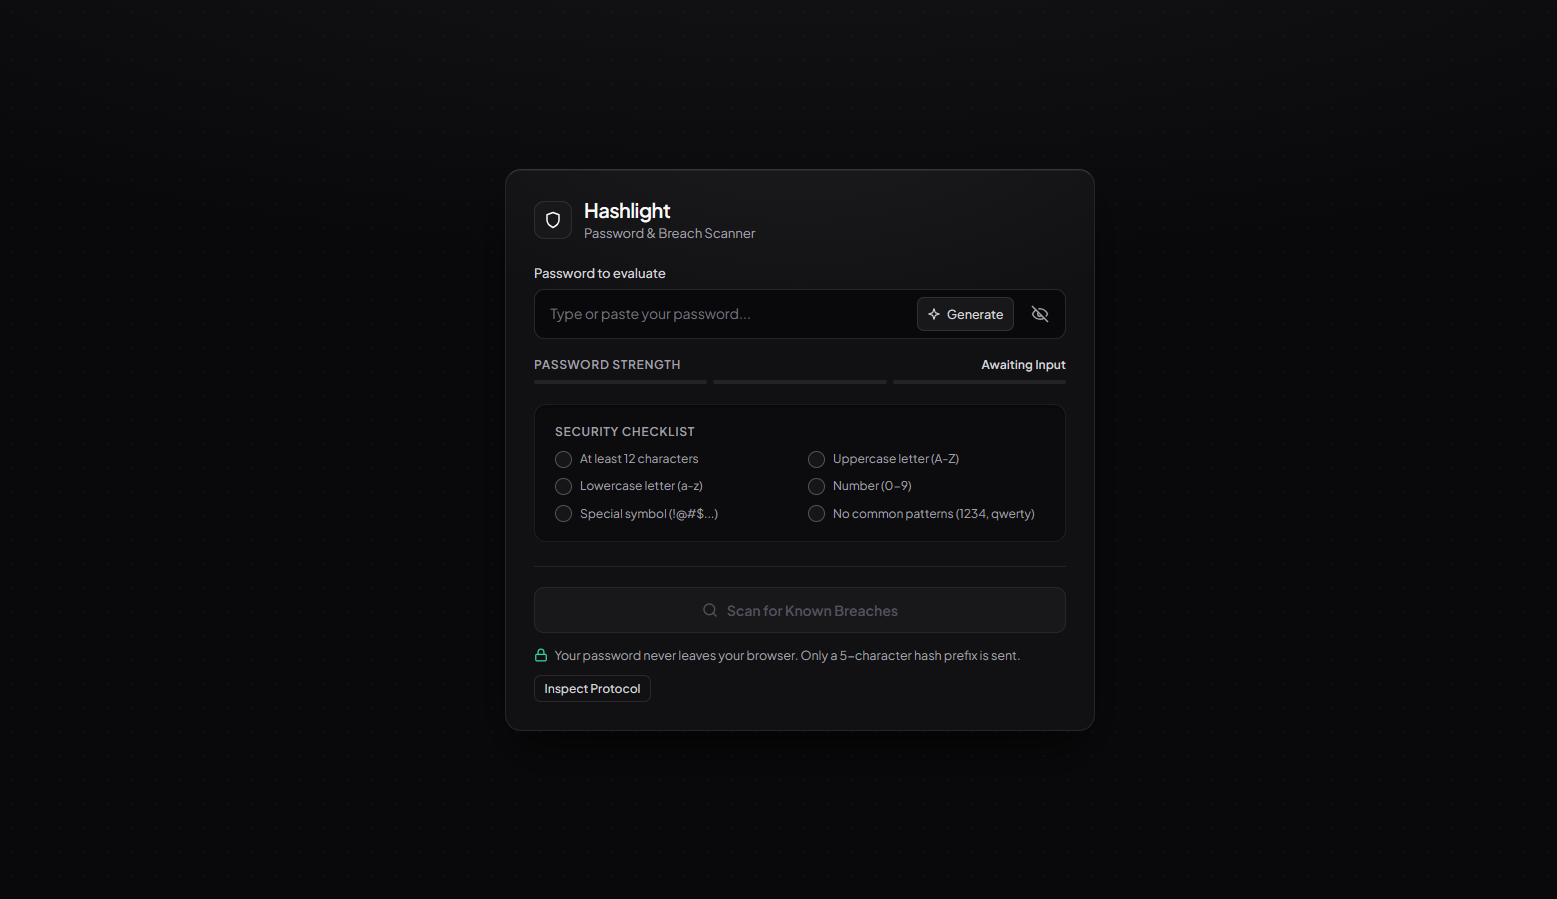 Hashlight
Password & Breach Scanner
Password to evaluate
Type or paste your password...
Generate
PASSWORD STRENGTH
Awaiting Input
SECURITY CHECKLIST
At least 12 characters
Uppercase letter (A-Z)
Lowercase letter (a-z)
Number (0-9)
Special symbol (!@#$...)
No common patterns (1234, qwerty)
Scan for Known Breaches
Your password never leaves your browser. Only a 5-character hash prefix is sent.
Inspect Protocol